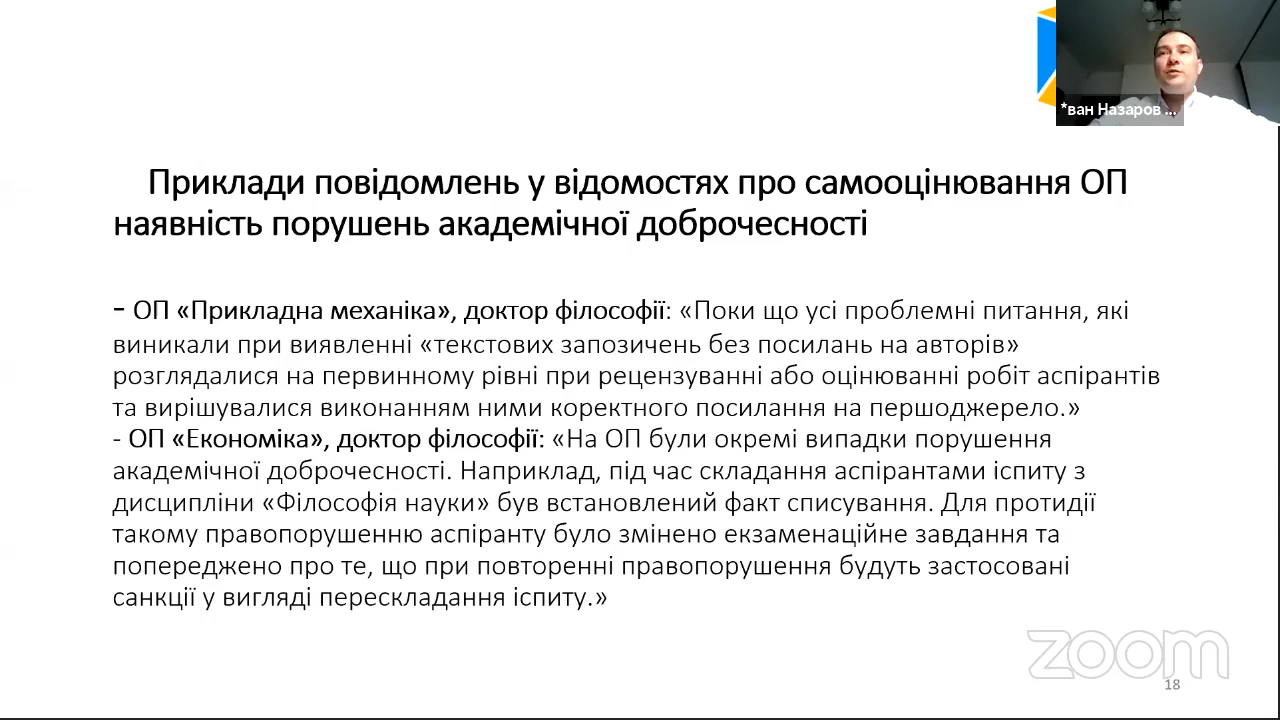 *ван Назаров ...
Приклади повідомлень у відомостях про самооцінювання ОП
наявність порушень академічної доброчесності
- ОП «Прикладна механіка», доктор філософії: «Поки що усі проблемні питання, які
виникали при виявленні «текстових запозичень без посилань на авторів»
розглядалися на первинному рівні при рецензуванні або оцінюванні робіт аспірантів
та вирішувалися виконанням ними коректного посилання на першоджерело.»
- ОП «Економіка», доктор філософії: «На ОП були окремі випадки порушення
академічної доброчесності. Наприклад, під час складання аспірантами іспиту з
дисципліни «Філософія науки» був встановлений факт списування. Для протидії
такому правопорушенню аспіранту було змінено екзаменаційне завдання та
попереджено про те, що при повторенні правопорушення будуть застосовані
санкції у вигляді перескладання іспиту.»
zoom
18